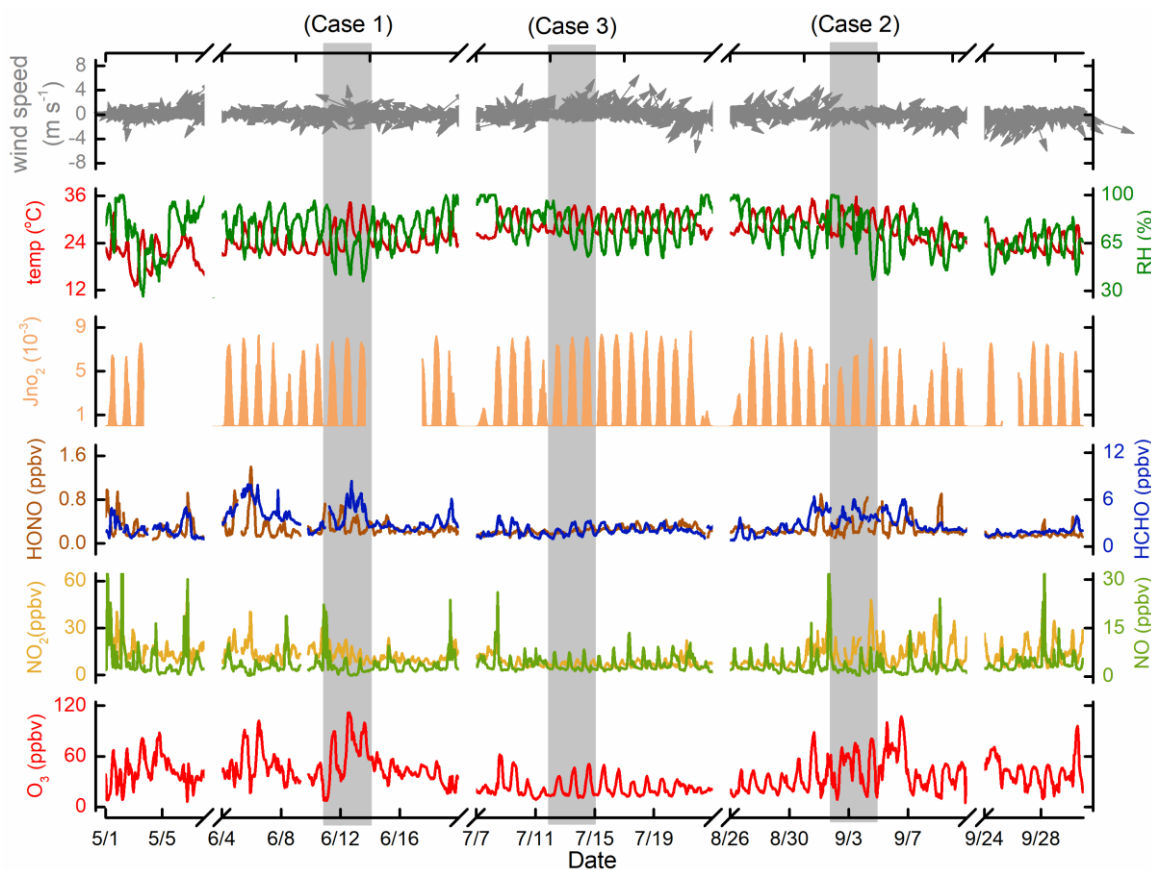 (Case 1) (Case 3) (Case 2)
wind speed
(m s⁻¹)
8
4
0
-4
-8
temp (°C)
36
24
12
100
65
30
RH (%)
Jno₂ (10⁻³)
9
5
1
HONO (ppbv)
1.6
0.8
0.0
12
6
0
HCHO (ppbv)
NO₂(ppbv)
60
30
0
30
15
0
NO (ppbv)
O₃ (ppbv)
120
60
0
5/1 5/5 6/4 6/8 6/12 6/16 7/7 7/11 7/15 7/19 8/26 8/30 9/3 9/7 9/24 9/28
Date